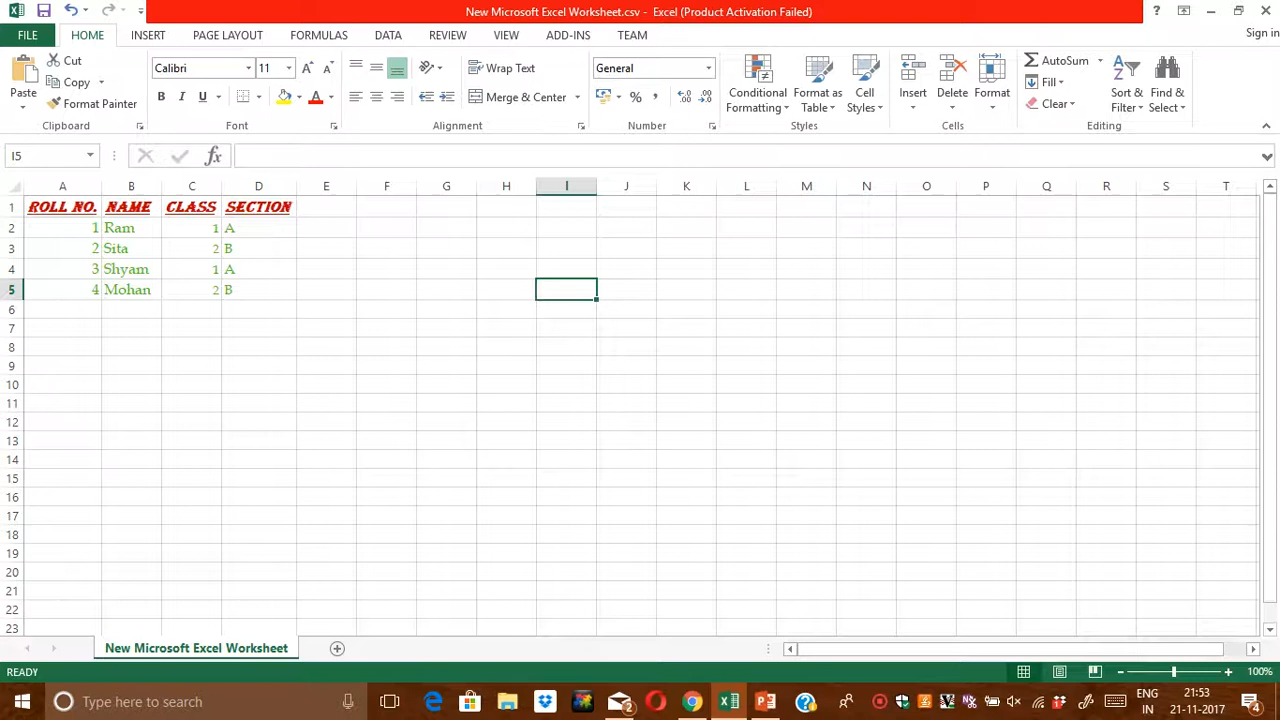 New Microsoft Excel Worksheet.csv - Excel (Product Activation Failed)
FILE HOME INSERT PAGE LAYOUT FORMULAS DATA REVIEW VIEW ADD-INS TEAM Sign in
Paste Cut Copy Format Painter
Clipboard
Calibri 11
B I U A
Font
Wrap Text
Merge & Center
Alignment
General
%
Number
Conditional Formatting Format as Table Cell Styles
Styles
Insert Delete Format
Cells
AutoSum
Fill
Clear
Sort & Filter Find & Select
Editing
I5 fx
A B C D E F G H I J K L M N O P Q R S T
1 ROLL NO. NAME CLASS SECTION
2 1 Ram 1 A
3 2 Sita 2 B
4 3 Shyam 1 A
5 4 Mohan 2 B
6
7
8
9
10
11
12
13
14
15
16
17
18
19
20
21
22
23
New Microsoft Excel Worksheet
READY 100%
Type here to search
ENG 21:53
IN 21-11-2017